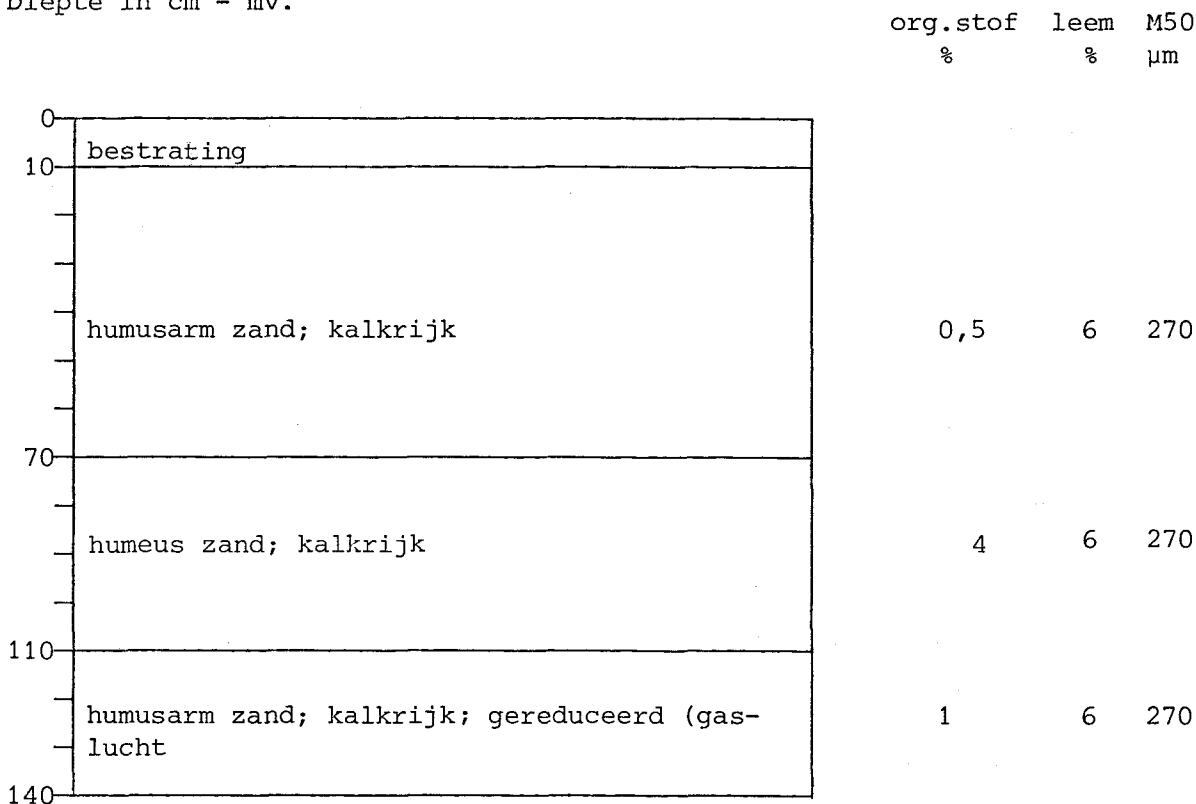 Diepte in cm - mv.
org.stof leem M50
% % µm
0
bestrating
10
humusarm zand; kalkrijk 0,5 6 270
70
humeus zand; kalkrijk 4 6 270
110
humusarm zand; kalkrijk; gereduceerd (gas- 1 6 270
lucht
140